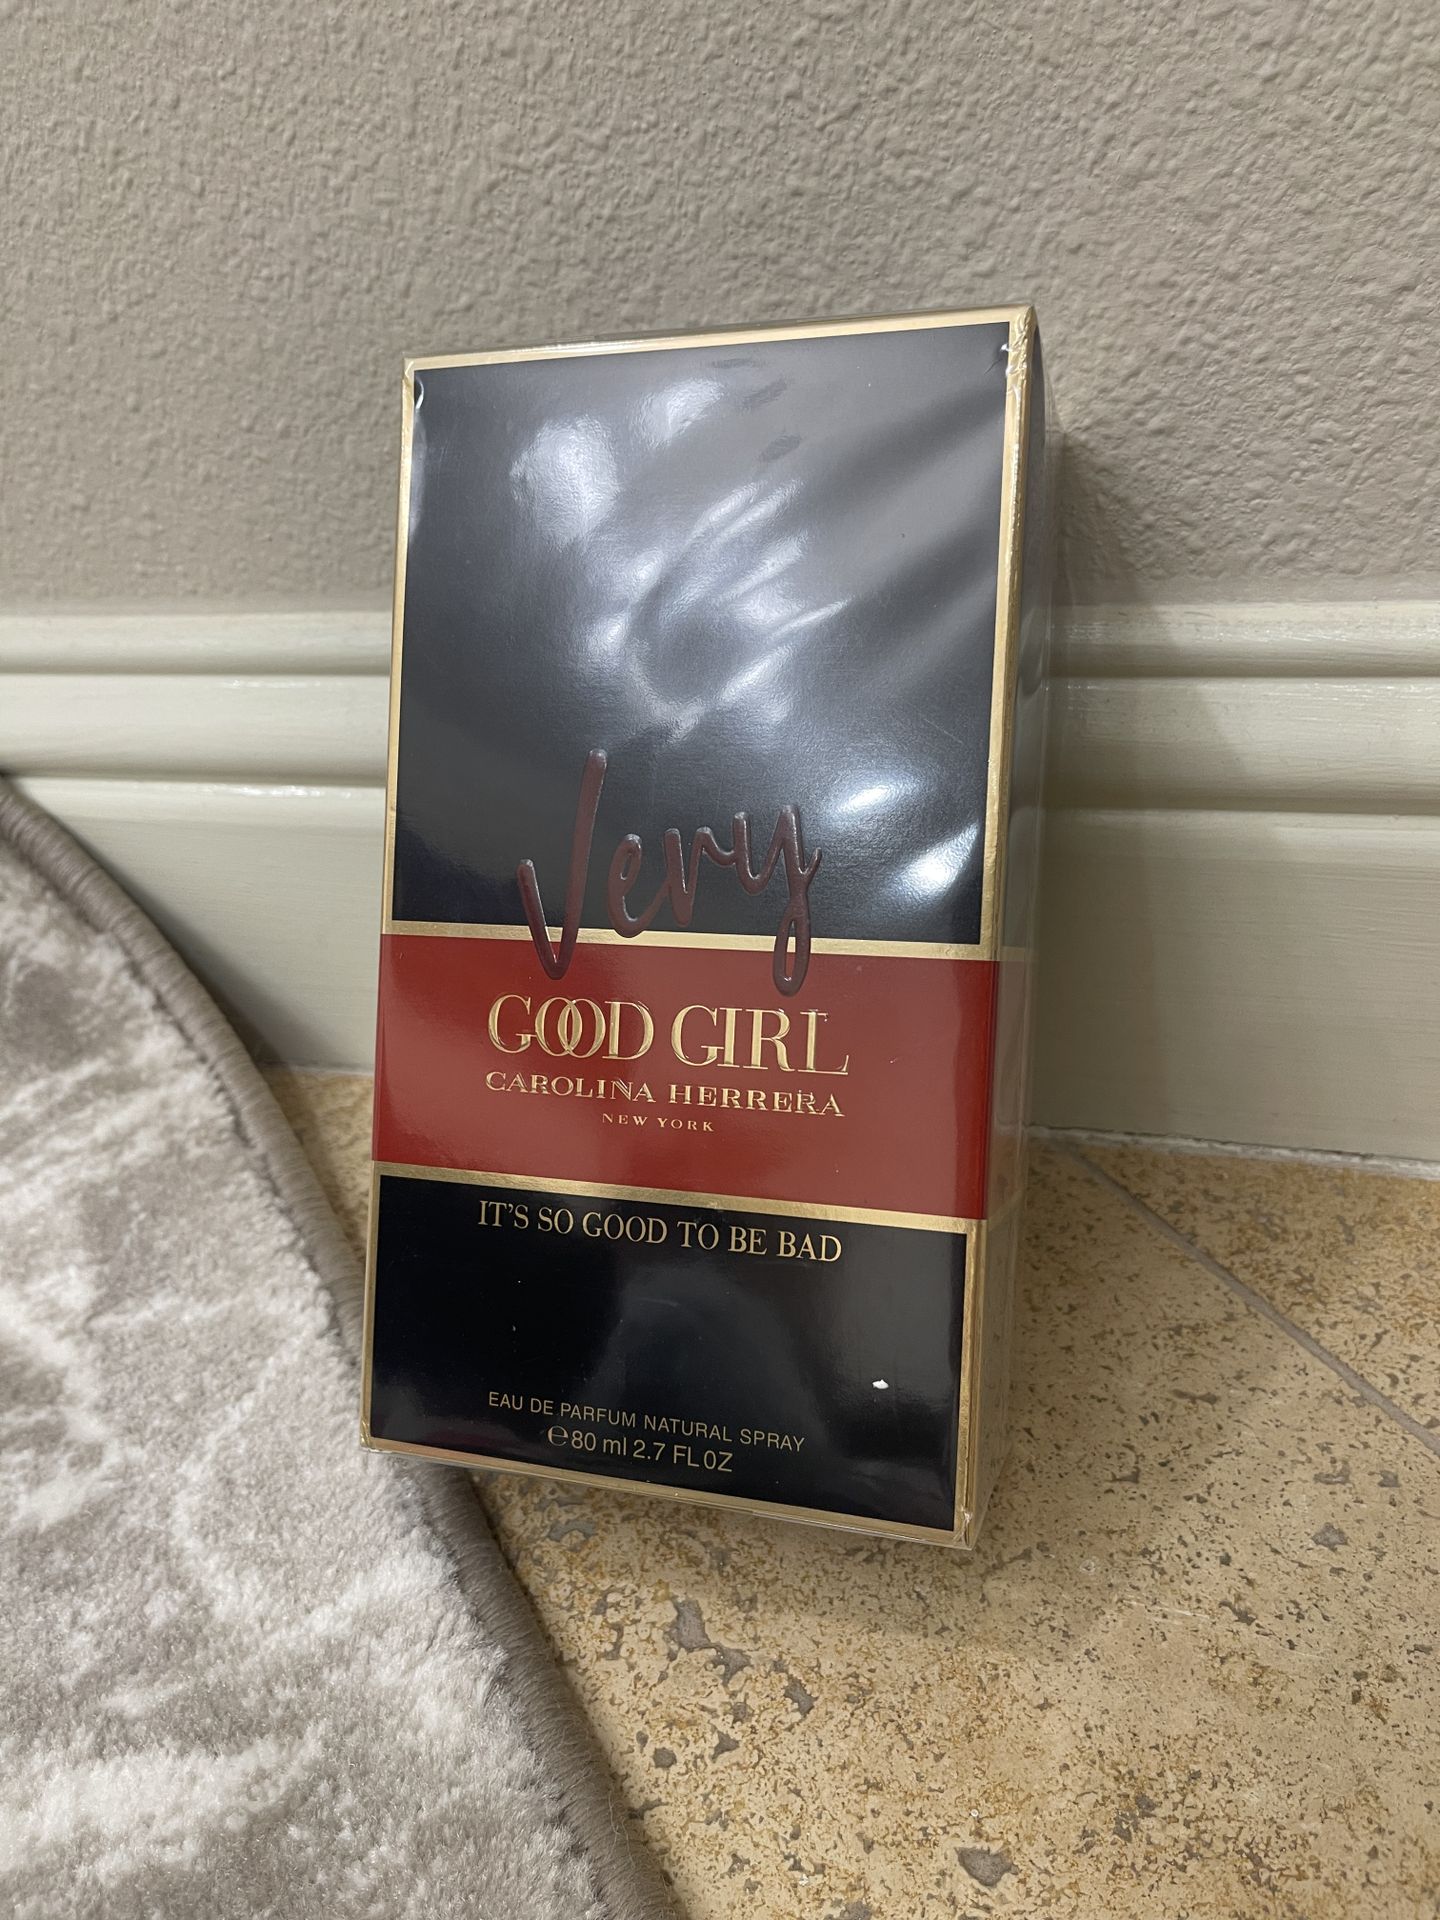 Very
GOOD GIRL
CAROLINA HERRERA
NEW YORK
IT'S SO GOOD TO BE BAD
EAU DE PARFUM NATURAL SPRAY
℮80 ml 2.7 FL OZ